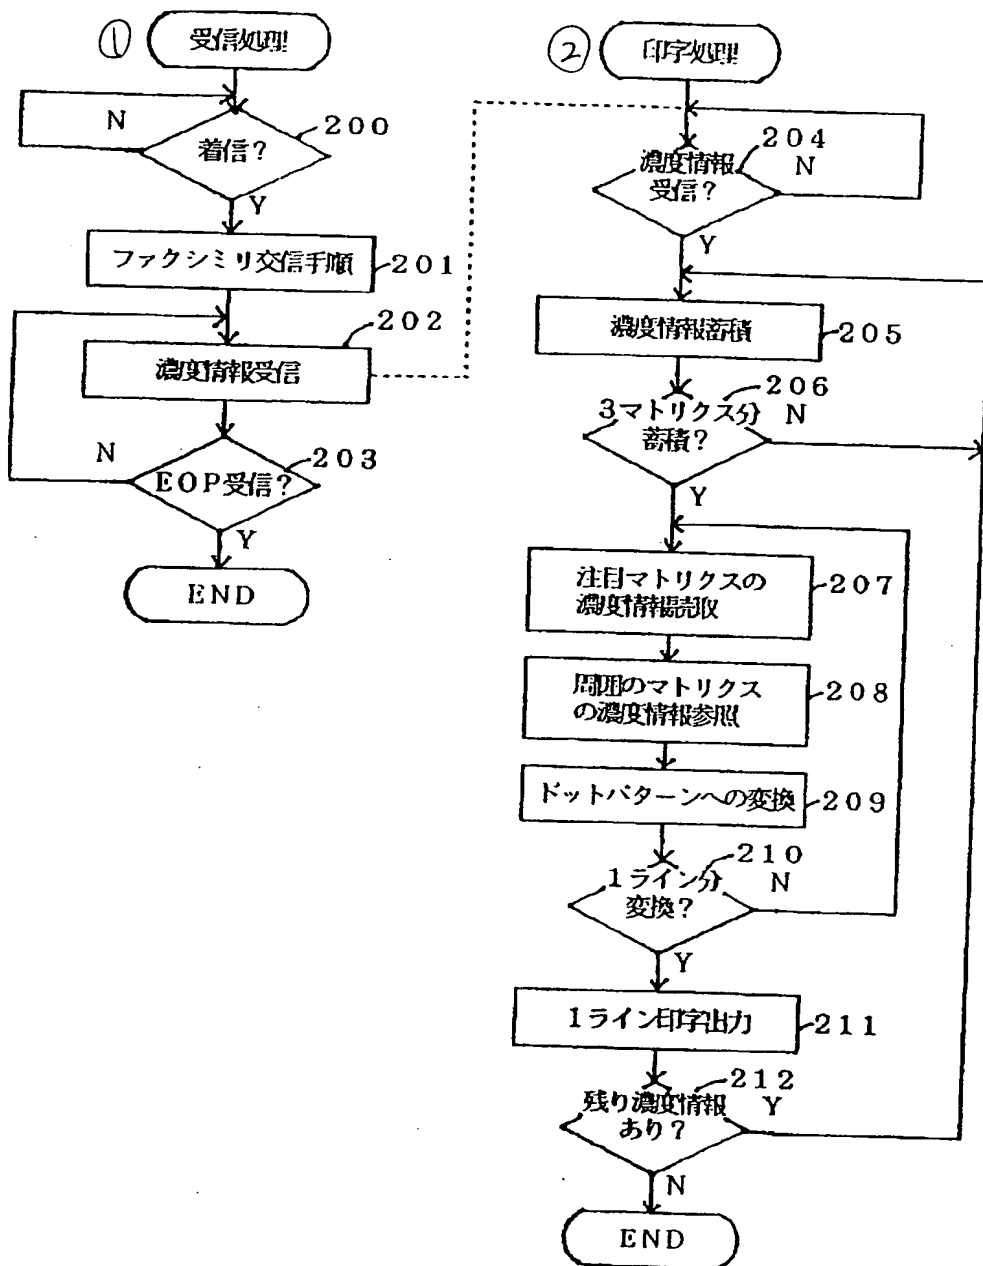 ① 受信処理
N
200
着信?
Y
ファクシミリ交信手順
201
202
濃度情報受信
N
203
EOP受信?
Y
END
② 印字処理
204
濃度情報
受信?
N
Y
濃度情報蓄積
205
206
3マトリクス分
蓄積?
N
Y
注目マトリクスの
濃度情報読取
207
周囲のマトリクス
の濃度情報参照
208
ドットパターンへの変換
209
210
1ライン分
変換?
N
Y
1ライン印字出力
211
212
残り濃度情報
あり?
Y
N
END